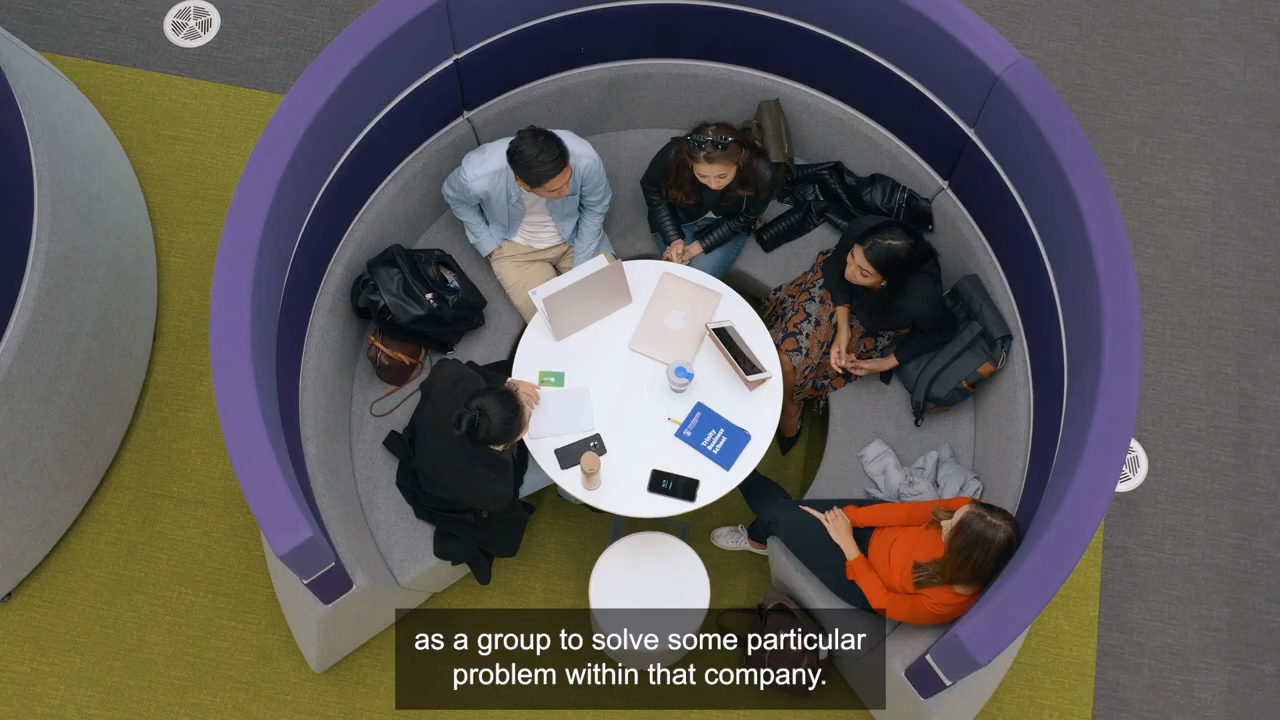 Trinity
Business
School
as a group to solve some particular
problem within that company.